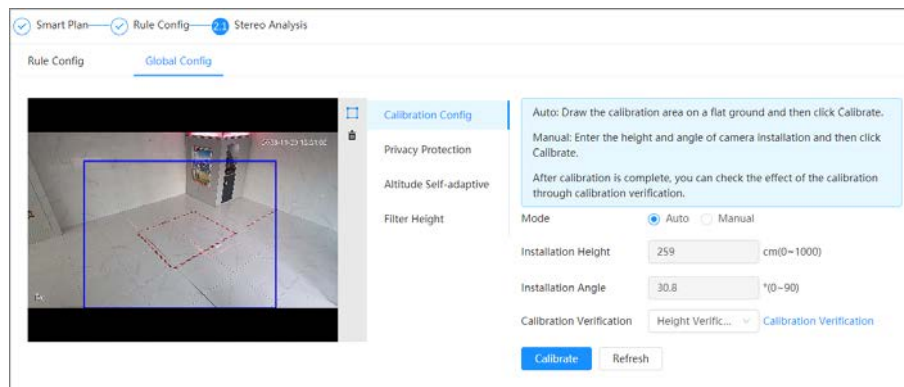 Smart Plan
Rule Config
2.1
Stereo Analysis
Rule Config
Global Config
Calibration Config
Privacy Protection
Altitude Self-adaptive
Filter Height
Auto: Draw the calibration area on a flat ground and then click Calibrate.
Manual: Enter the height and angle of camera installation and then click
Calibrate.
After calibration is complete, you can check the effect of the calibration
through calibration verification.
Mode
Auto
Manual
Installation Height
259
cm(0~1000)
Installation Angle
30.8
°(0~90)
Calibration Verification
Height Verific...
Calibration Verification
Calibrate
Refresh